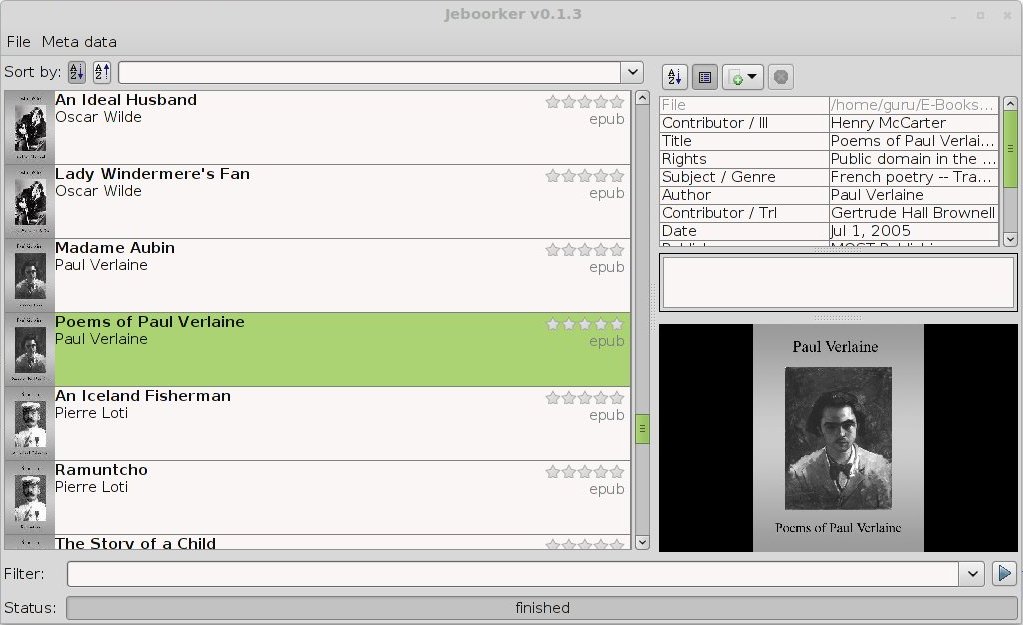 Jeboorker v0.1.3
File Meta data
Sort by:
An Ideal Husband
Oscar Wilde
epub
Lady Windermere's Fan
Oscar Wilde
epub
Madame Aubin
Paul Verlaine
epub
Poems of Paul Verlaine
Paul Verlaine
epub
An Iceland Fisherman
Pierre Loti
epub
Ramuntcho
Pierre Loti
epub
The Story of a Child
File /home/guru/E-Books...
Contributor / Ill Henry McCarter
Title Poems of Paul Verlai...
Rights Public domain in the ...
Subject / Genre French poetry -- Tra...
Author Paul Verlaine
Contributor / Trl Gertrude Hall Brownell
Date Jul 1, 2005
Paul Verlaine
Poems of Paul Verlaine
Filter:
Status: finished